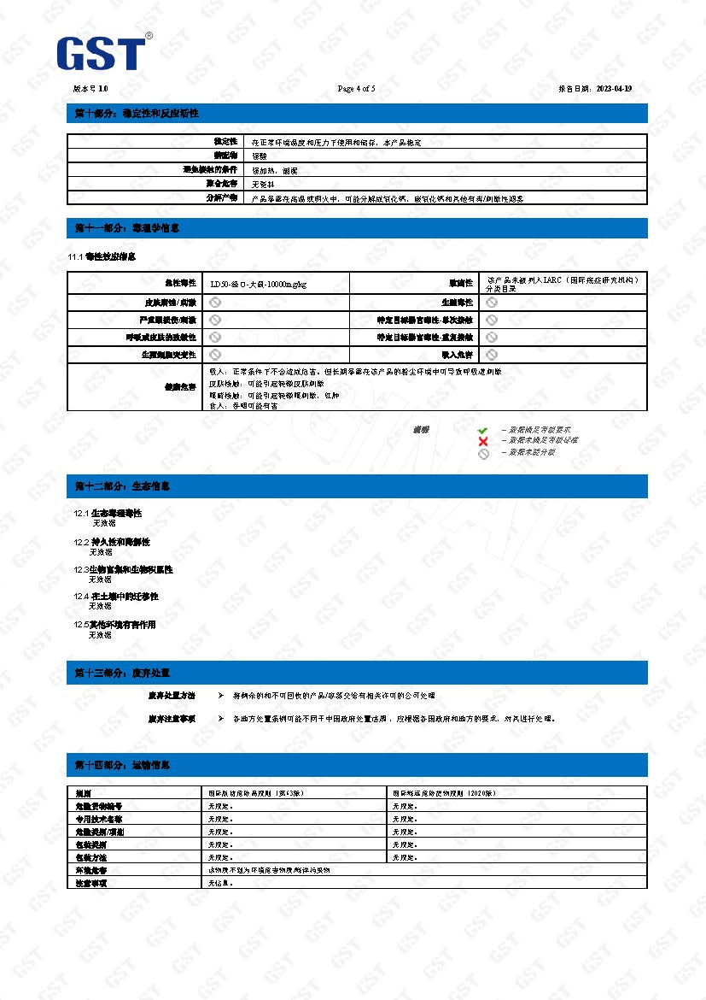 GST®
版本号 1.0 Page 4 of 5 报告日期：2023-04-19
第十部分：稳定性和反应活性
稳定性 在正常环境温度和压力下使用和储存，本产品稳定
禁配物 强酸
避免接触的条件 强加热，潮湿
聚合危害 无资料
分解产物 产品暴露在高温或明火中，可能分解成氧化钙，碳氧化钙和其他有毒/刺激性烟雾
第十一部分：毒理学信息
11.1 毒性效应信息
急性毒性 LD50-经口-大鼠-10000mg/kg 致癌性 该产品未被列入IARC（国际癌症研究机构）
分类目录
皮肤腐蚀/刺激 生殖毒性
严重眼损伤/刺激 特定目标器官毒性-单次接触
呼吸或皮肤的致敏性 特定目标器官毒性-重复接触
生殖细胞突变性 吸入危害
健康危害 吸入：正常条件下不会造成危害。但长期暴露在该产品的粉尘环境中可导致呼吸道刺激
皮肤接触：可能引起轻微皮肤刺激
眼睛接触：可能引起轻微眼刺激，红肿
食入：吞咽可能有害
说明 – 数据满足等级要求
– 数据未满足等级标准
– 数据未能分级
第十二部分：生态信息
12.1 生态毒理毒性
无数据
12.2 持久性和降解性
无数据
12.3生物富集和生物积累性
无数据
12.4 在土壤中的迁移性
无数据
12.5其他环境有害作用
无数据
第十三部分：废弃处置
废弃处置方法 ➢ 将剩余的和不可回收的产品/容器交给有相关许可的公司处理
废弃注意事项 ➢ 各地方处置条例可能不同于中国政府处置法规，应根据各国政府和地方的要求，对其进行处理。
第十四部分：运输信息
规则 国际航协危险品规则（第63版） 国际海运危险货物规则（2020版）
危险货物编号 无规定。 无规定。
专用技术名称 无规定。 无规定。
危险类别/项别 无规定。 无规定。
包装类别 无规定。 无规定。
包装方法 无规定。 无规定。
环境危害 该物质不划为环境危害物质/海洋污染物
注意事项 无信息。